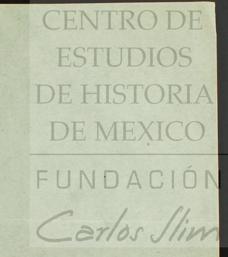 CENTRO DE
ESTUDIOS
DE HISTORIA
DE MEXICO
FUNDACIÓN
Carlos Slim